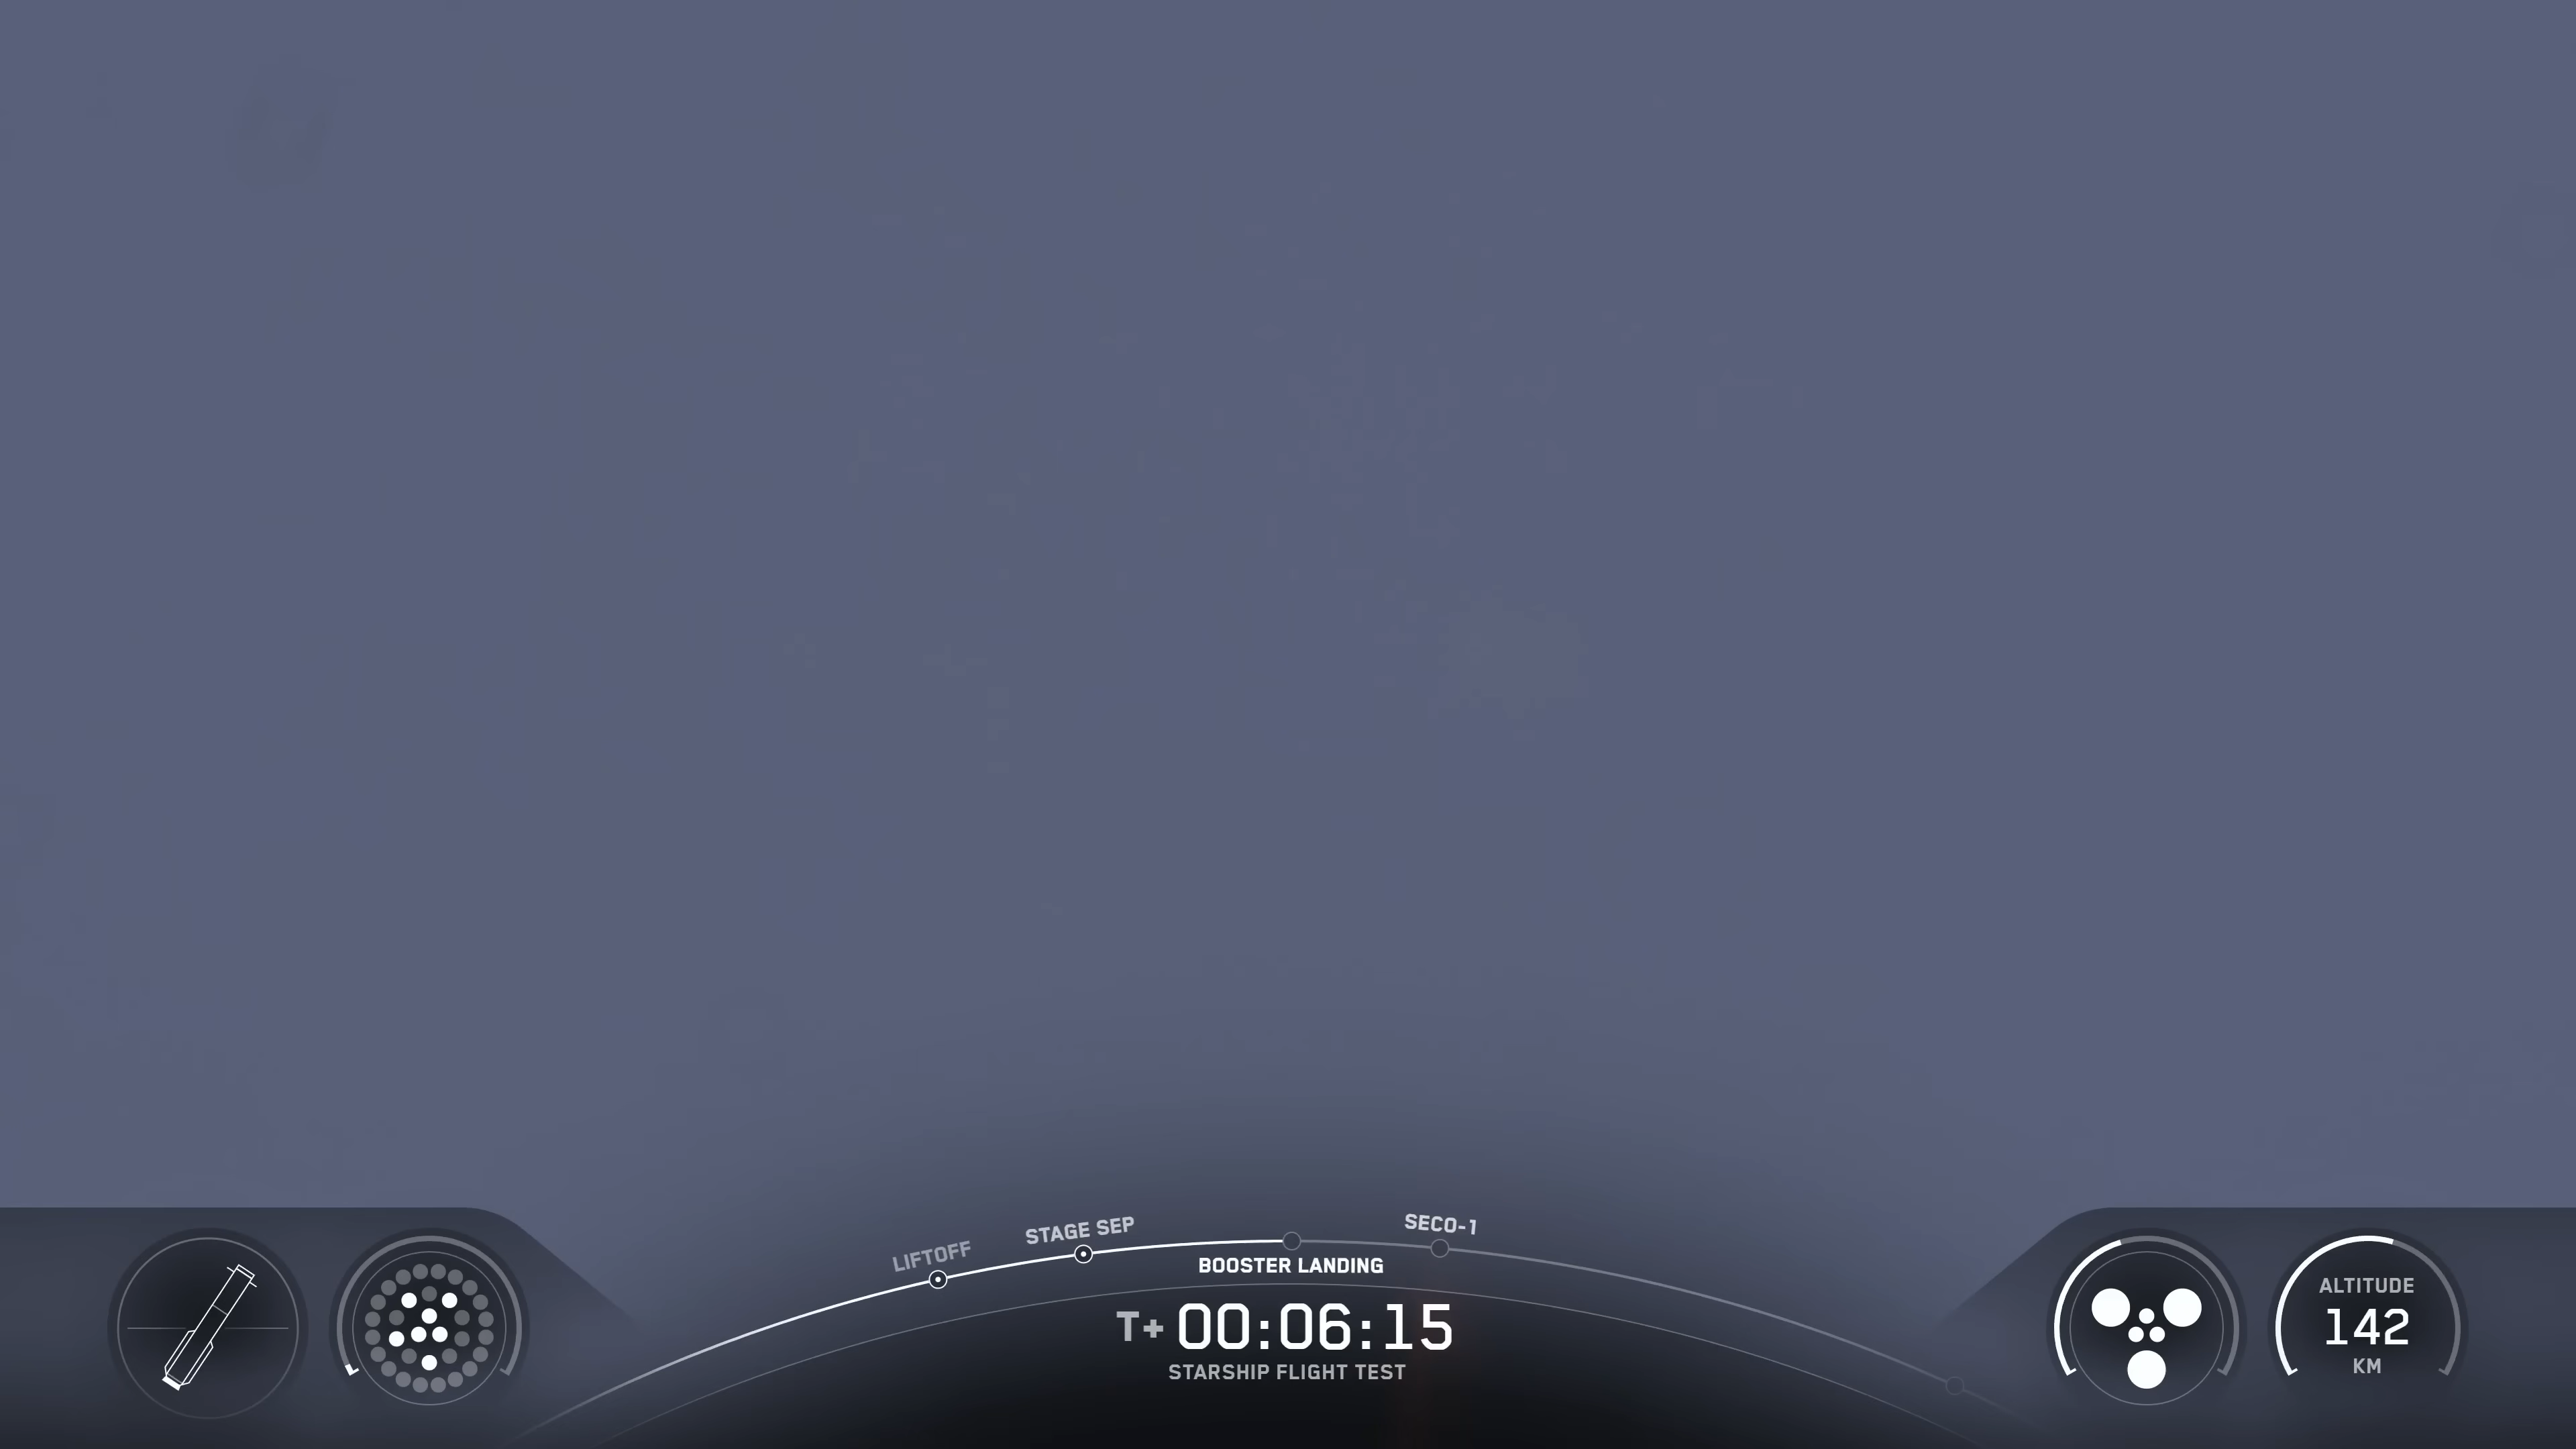 LIFTOFF
STAGE SEP
BOOSTER LANDING
SECO-1
T+ 00:06:15
STARSHIP FLIGHT TEST
ALTITUDE
142
KM